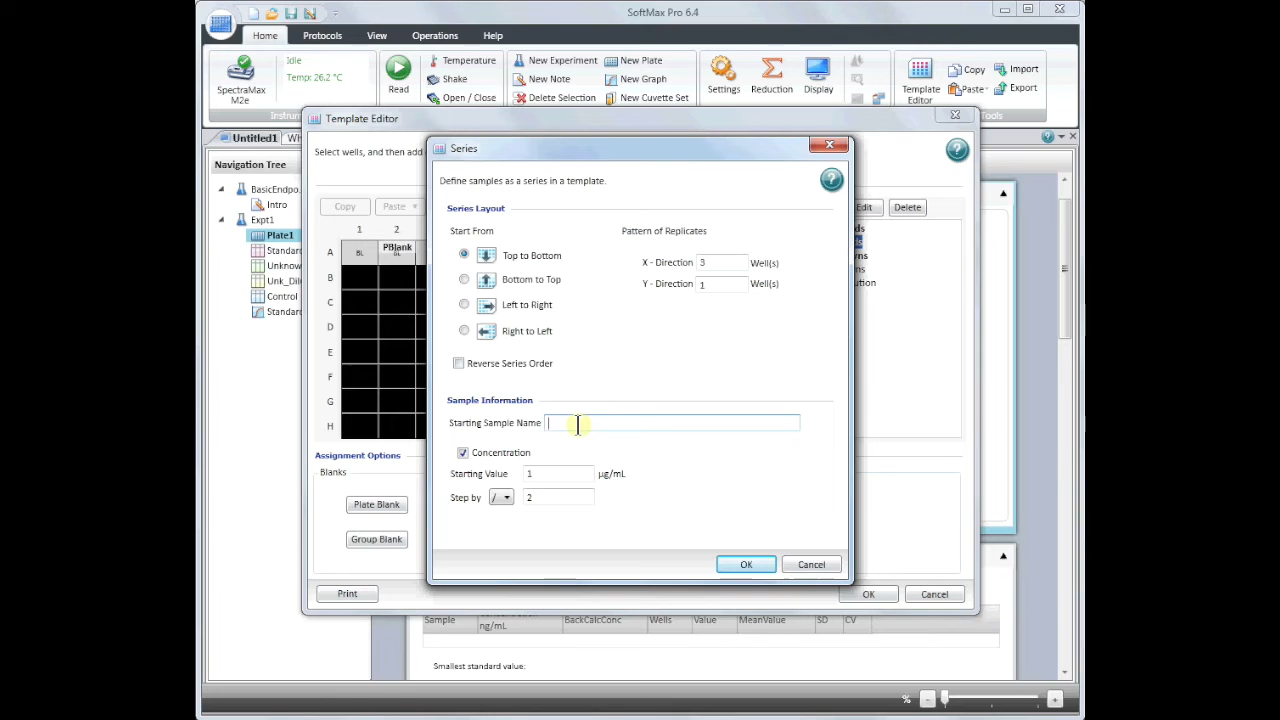 SoftMax Pro 6.4
Home Protocols View Operations Help
SpectraMax
M2e
Idle
Temp: 26.2 °C
Read
Temperature
Shake
Open / Close
New Experiment
New Note
Delete Selection
New Plate
New Graph
New Cuvette Set
Settings
Reduction
Display
Template
Editor
Copy
Paste
Import
Export
Tools
Untitled1
Navigation Tree
BasicEndpo
Intro
Expt1
Plate1
Standar
Unknow
Unk_Dilu
Control
Standar
Template Editor
Select wells, and then add
Copy Paste
Edit Delete
1 2
A
B
C
D
E
F
G
H
BL
PBlank
Assignment Options
Blanks
Plate Blank
Group Blank
Print
OK Cancel
Series
Define samples as a series in a template.
Series Layout
Start From
Top to Bottom
Bottom to Top
Left to Right
Right to Left
Reverse Series Order
Pattern of Replicates
X - Direction 3 Well(s)
Y - Direction 1 Well(s)
Sample Information
Starting Sample Name
Concentration
Starting Value 1 µg/mL
Step by / 2
OK Cancel
Sample
ng/mL
BackCalcConc Wells Value MeanValue SD CV
Smallest standard value:
%